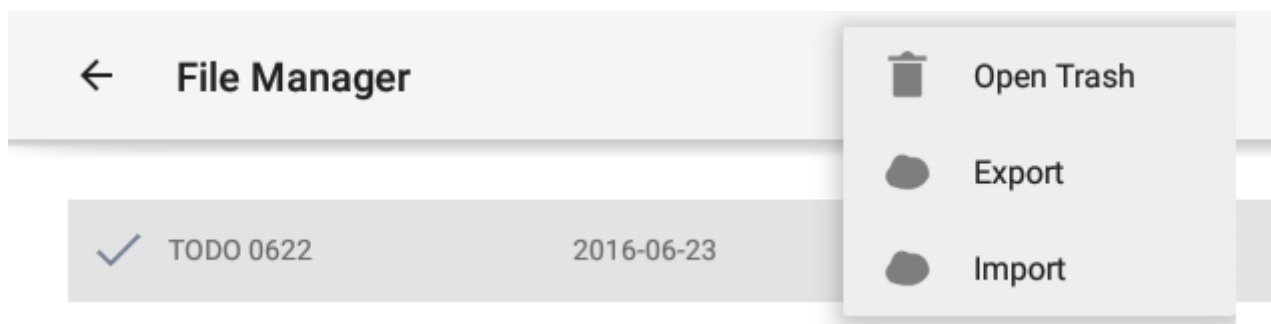 File Manager
Open Trash
Export
TODO 0622 2016-06-23
Import